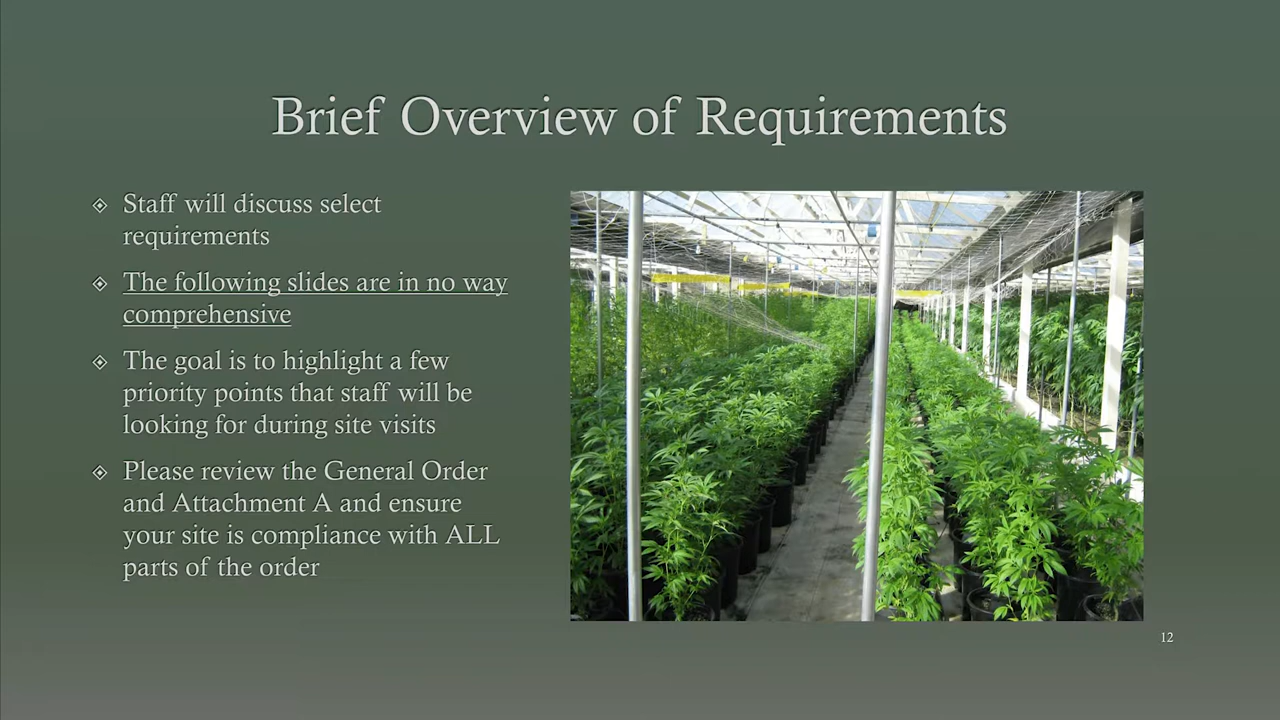 Brief Overview of Requirements
Staff will discuss select
requirements
The following slides are in no way
comprehensive
The goal is to highlight a few
priority points that staff will be
looking for during site visits
Please review the General Order
and Attachment A and ensure
your site is compliance with ALL
parts of the order
12